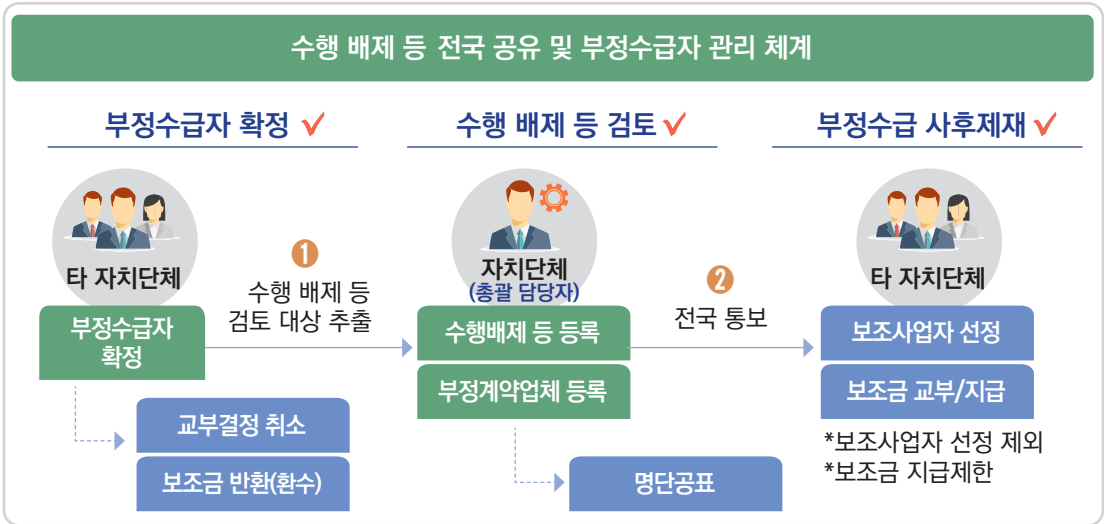 수행 배제 등 전국 공유 및 부정수급자 관리 체계
부정수급자 확정
수행 배제 등 검토
부정수급 사후제재
타 자치단체
부정수급자
확정
교부결정 취소
보조금 반환(환수)
1
수행 배제 등
검토 대상 추출
자치단체
(총괄 담당자)
수행배제 등 등록
부정계약업체 등록
명단공표
2
전국 통보
타 자치단체
보조사업자 선정
보조금 교부/지급
*보조사업자 선정 제외
*보조금 지급제한